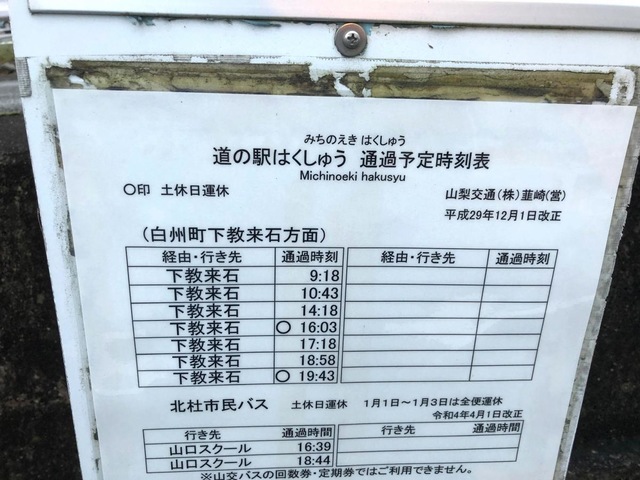 みちのえき はくしゅう
道の駅はくしゅう 通過予定時刻表
Michinoeki hakusyu
〇印 土休日運休
山梨交通(株)韮崎(営)
平成29年12月1日改正
(白州町下教来石方面)
経由・行き先 通過時刻 経由・行き先 通過時刻
下教来石 9:18
下教来石 10:43
下教来石 14:18
下教来石 〇 16:03
下教来石 17:18
下教来石 18:58
下教来石 〇 19:43
北杜市民バス 土休日運休 1月1日～1月3日は全便運休
令和4年4月1日改正
行き先 通過時間 行き先 通過時間
山口スクール 16:39
山口スクール 18:44
※山交バスの回数券・定期券ではご利用できません。